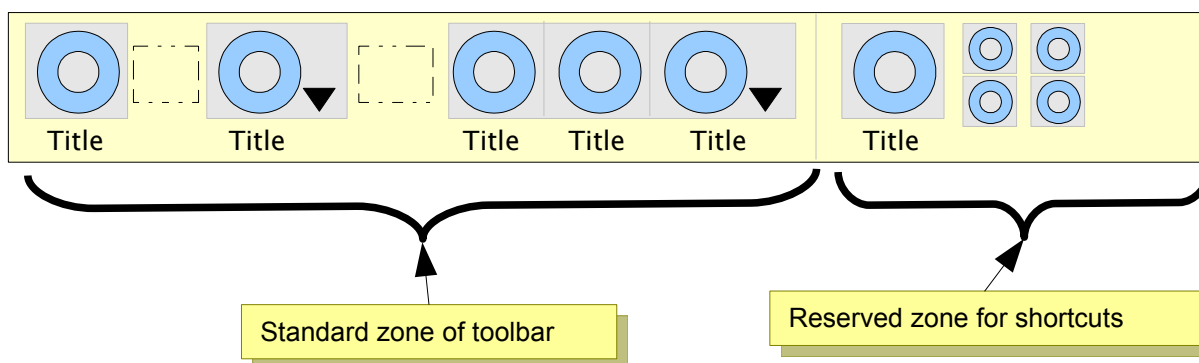 Title
Title
Title
Title
Title
Title
Standard zone of toolbar
Reserved zone for shortcuts